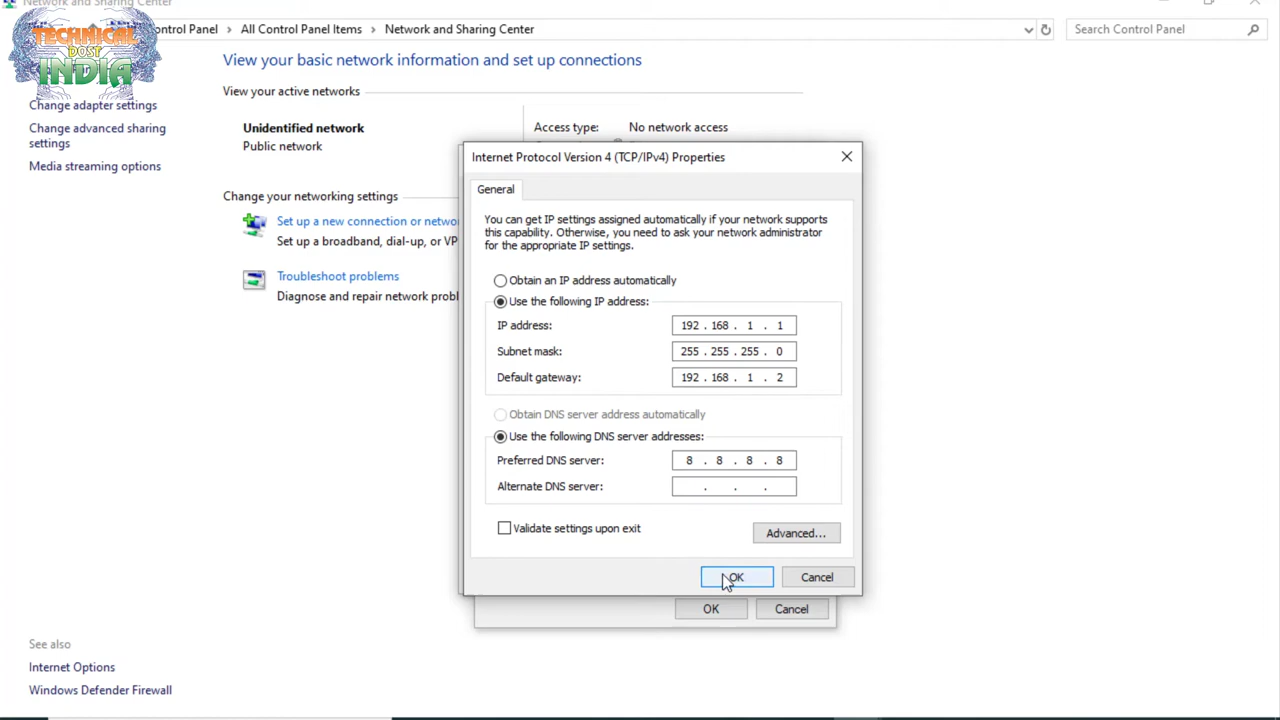 Network and Sharing Center
TECHNICAL
DOST
INDIA
ntrol Panel > All Control Panel Items > Network and Sharing Center
Search Control Panel
View your basic network information and set up connections
View your active networks
Change adapter settings
Change advanced sharing
settings
Media streaming options
Unidentified network
Public network
Access type: No network access
Change your networking settings
Set up a new connection or netwo
Set up a broadband, dial-up, or VP
Troubleshoot problems
Diagnose and repair network probl
Internet Protocol Version 4 (TCP/IPv4) Properties
General
You can get IP settings assigned automatically if your network supports
this capability. Otherwise, you need to ask your network administrator
for the appropriate IP settings.
Obtain an IP address automatically
Use the following IP address:
IP address: 192 . 168 . 1 . 1
Subnet mask: 255 . 255 . 255 . 0
Default gateway: 192 . 168 . 1 . 2
Obtain DNS server address automatically
Use the following DNS server addresses:
Preferred DNS server: 8 . 8 . 8 . 8
Alternate DNS server: . . .
Validate settings upon exit
Advanced...
OK Cancel
OK Cancel
See also
Internet Options
Windows Defender Firewall